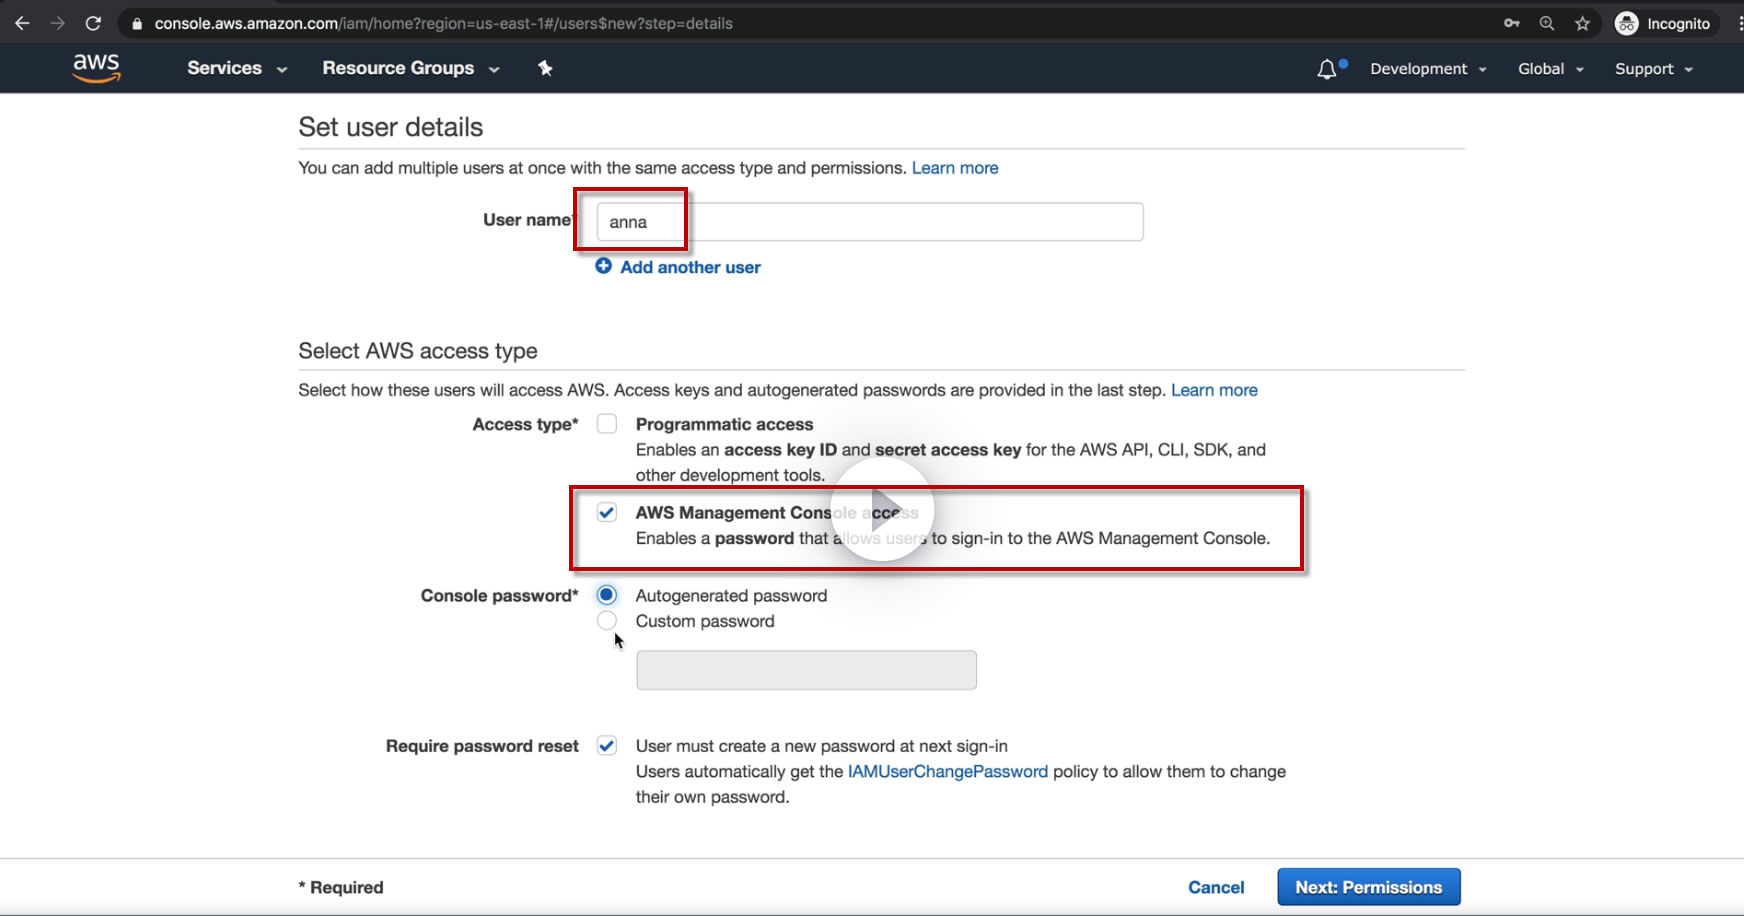 console.aws.amazon.com/iam/home?region=us-east-1#/users$new?step=details
Incognito
aws
Services
Resource Groups
Development
Global
Support
Set user details
You can add multiple users at once with the same access type and permissions. Learn more
User name*
anna
Add another user
Select AWS access type
Select how these users will access AWS. Access keys and autogenerated passwords are provided in the last step. Learn more
Access type*
Programmatic access
Enables an access key ID and secret access key for the AWS API, CLI, SDK, and
other development tools.
AWS Management Console access
Enables a password that allows users to sign-in to the AWS Management Console.
Console password*
Autogenerated password
Custom password
Require password reset
User must create a new password at next sign-in
Users automatically get the IAMUserChangePassword policy to allow them to change
their own password.
* Required
Cancel
Next: Permissions